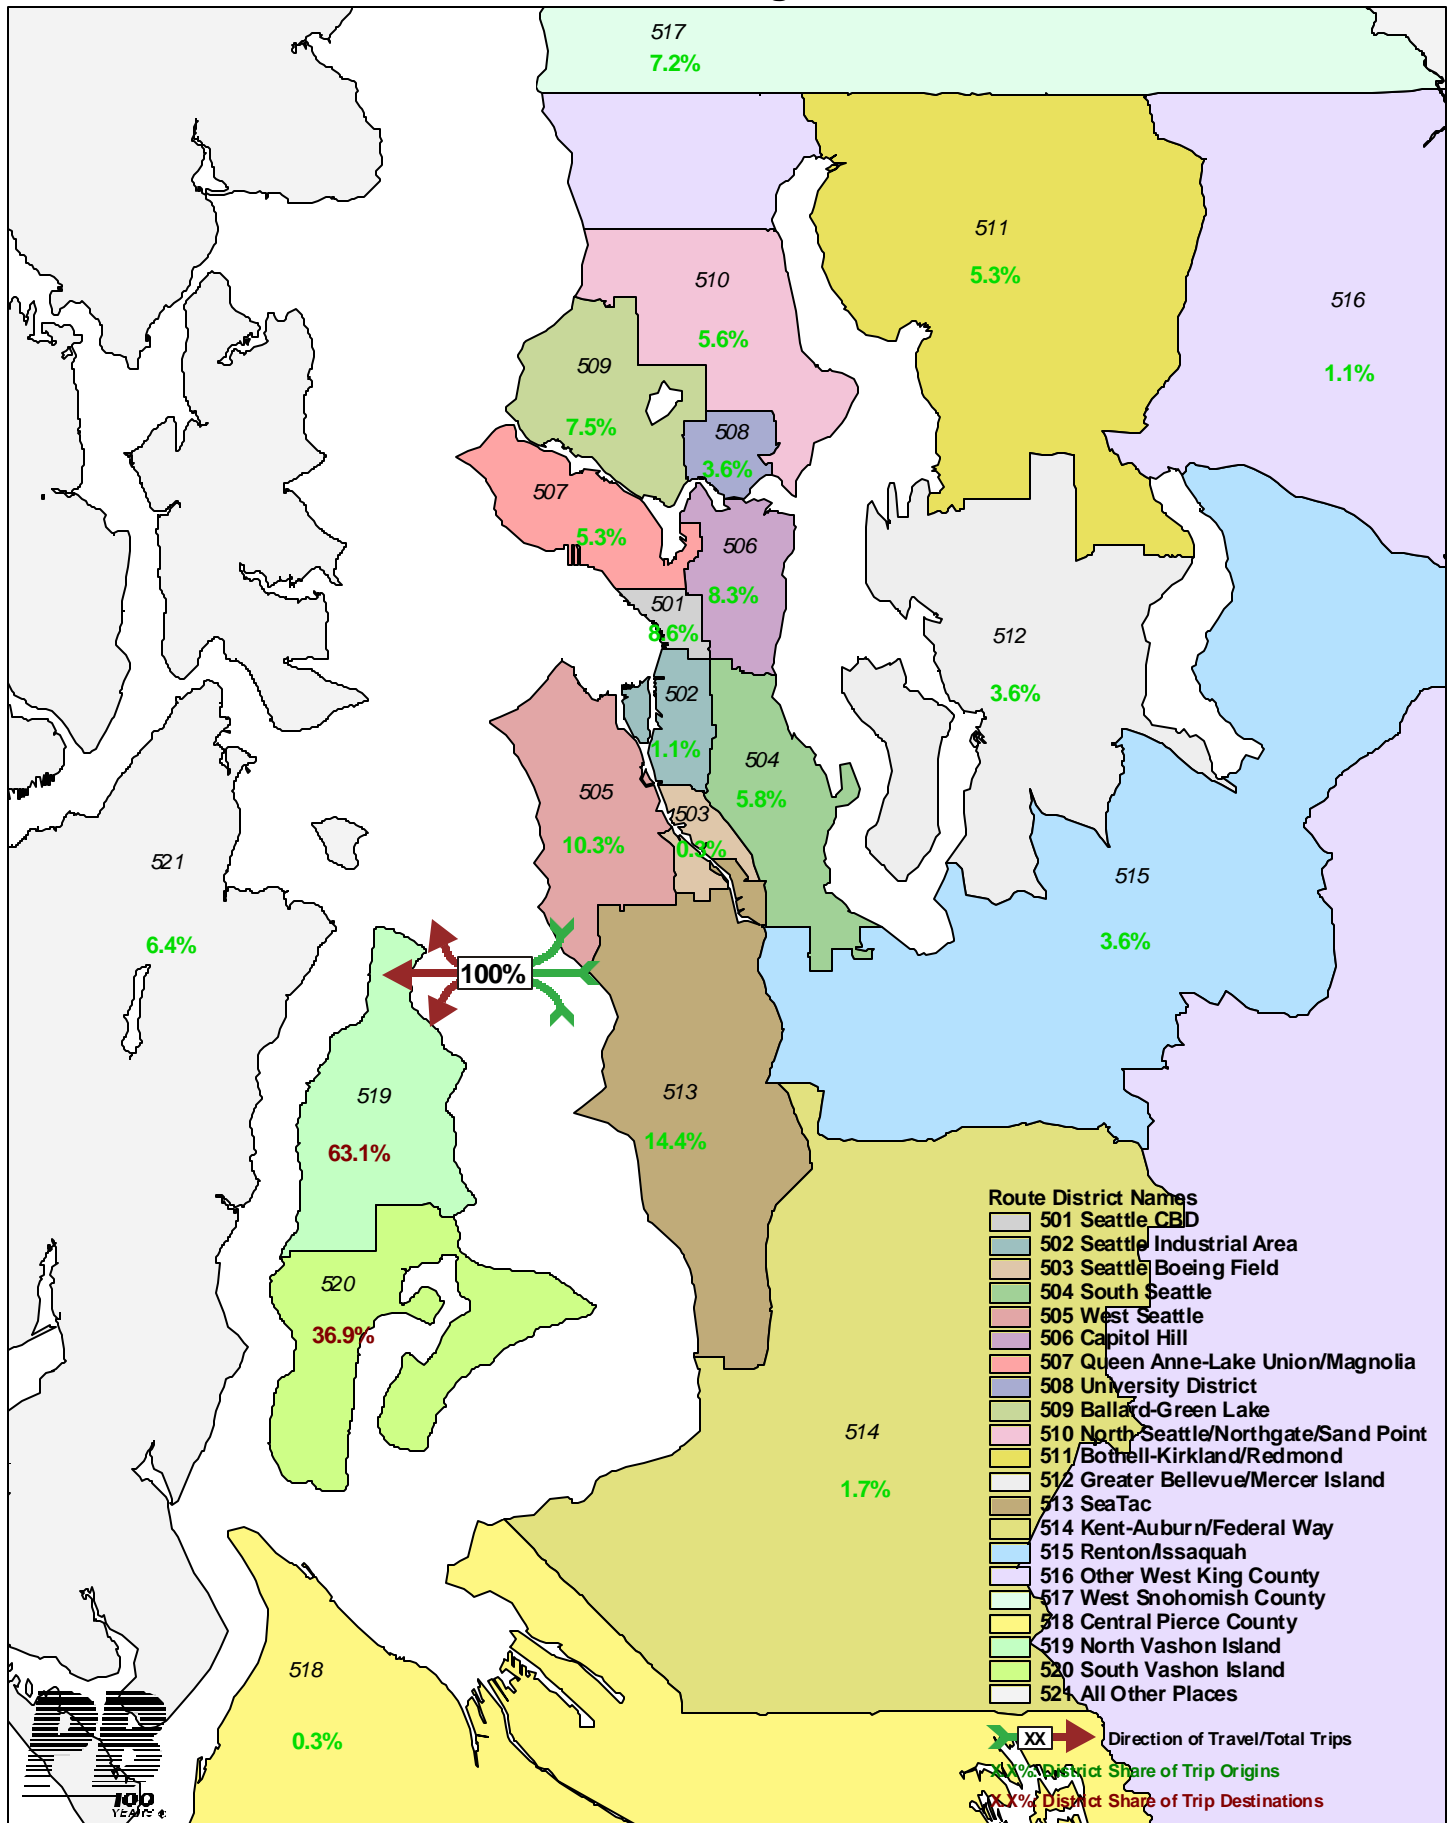 517
7.2%
511
5.3%
510
5.6%
516
1.1%
509
7.5%
508
3.6%
507
5.3%
506
8.3%
501
8.6%
512
3.6%
502
1.1%
504
5.8%
505
10.3%
503
0.3%
521
6.4%
515
3.6%
100%
519
63.1%
513
14.4%
520
36.9%
514
1.7%
518
0.3%
Route District Names
501 Seattle CBD
502 Seattle Industrial Area
503 Seattle Boeing Field
504 South Seattle
505 West Seattle
506 Capitol Hill
507 Queen Anne-Lake Union/Magnolia
508 University District
509 Ballard-Green Lake
510 North Seattle/Northgate/Sand Point
511 Bothell-Kirkland/Redmond
512 Greater Bellevue/Mercer Island
513 SeaTac
514 Kent-Auburn/Federal Way
515 Renton/Issaquah
516 Other West King County
517 West Snohomish County
518 Central Pierce County
519 North Vashon Island
520 South Vashon Island
521 All Other Places
XX Direction of Travel/Total Trips
X.X%: District Share of Trip Origins
X.X%: District Share of Trip Destinations
PB
100
YEARS